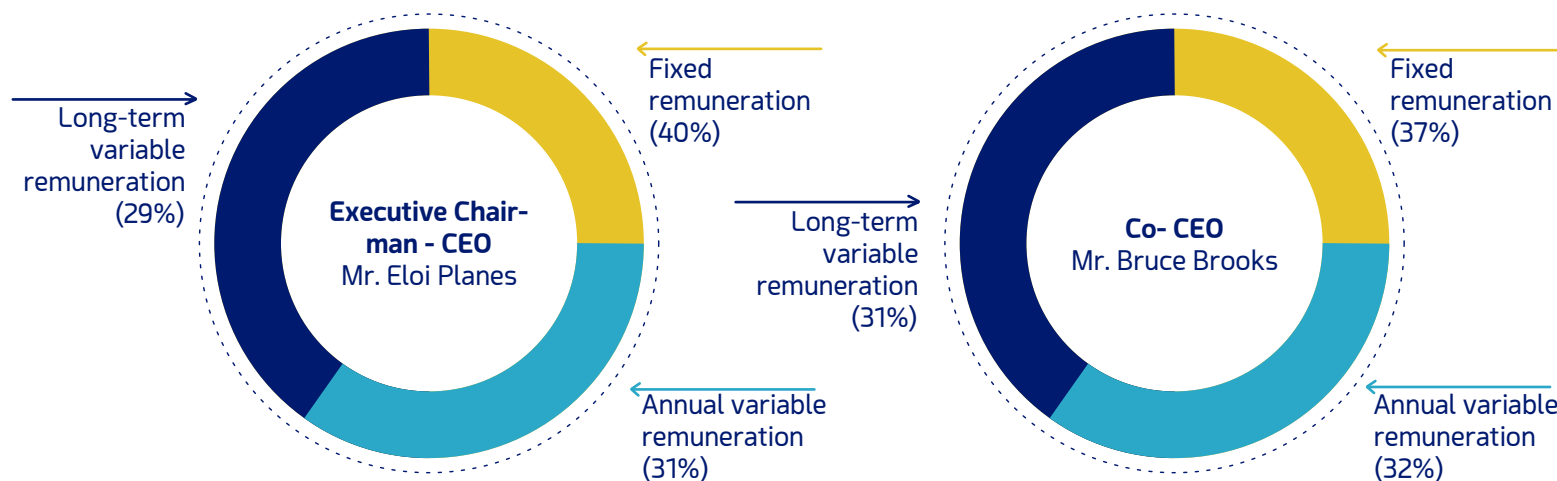 Long-term
variable
remuneration
(29%)
Executive Chair-
man - CEO
Mr. Eloi Planes
Fixed
remuneration
(40%)
Annual variable
remuneration
(31%)
Long-term
variable
remuneration
(31%)
Co- CEO
Mr. Bruce Brooks
Fixed
remuneration
(37%)
Annual variable
remuneration
(32%)